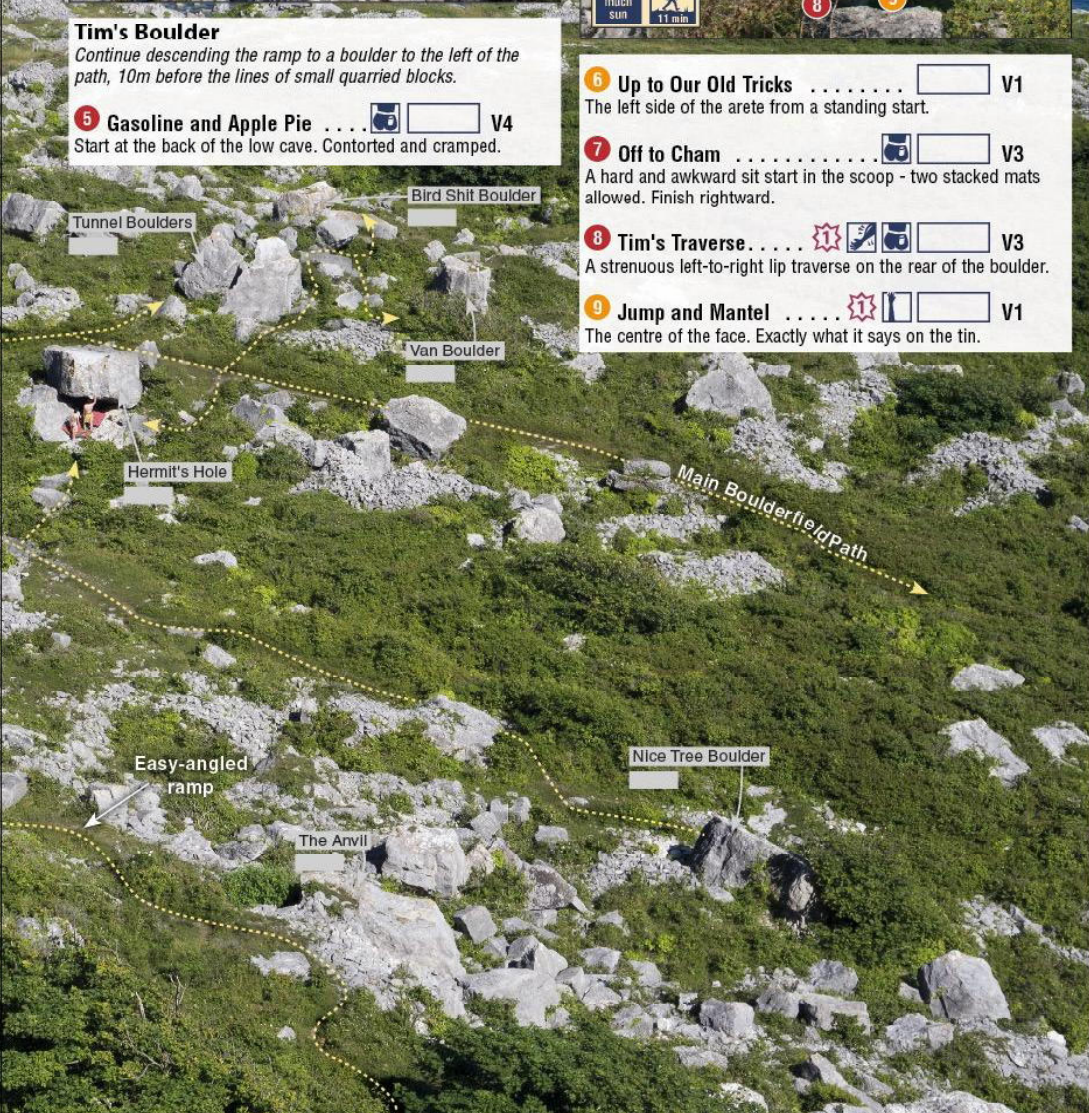 much
sun
11 min
8
9
Tim's Boulder
Continue descending the ramp to a boulder to the left of the
path, 10m before the lines of small quarried blocks.
5 Gasoline and Apple Pie .... V4
Start at the back of the low cave. Contorted and cramped.
6 Up to Our Old Tricks ........ V1
The left side of the arete from a standing start.
7 Off to Cham ............ V3
A hard and awkward sit start in the scoop - two stacked mats
allowed. Finish rightward.
8 Tim's Traverse..... 1 V3
A strenuous left-to-right lip traverse on the rear of the boulder.
9 Jump and Mantel ..... 1 V1
The centre of the face. Exactly what it says on the tin.
Bird Shit Boulder
Tunnel Boulders
Van Boulder
Hermit's Hole
Main Boulderfield Path
Nice Tree Boulder
Easy-angled
ramp
The Anvil